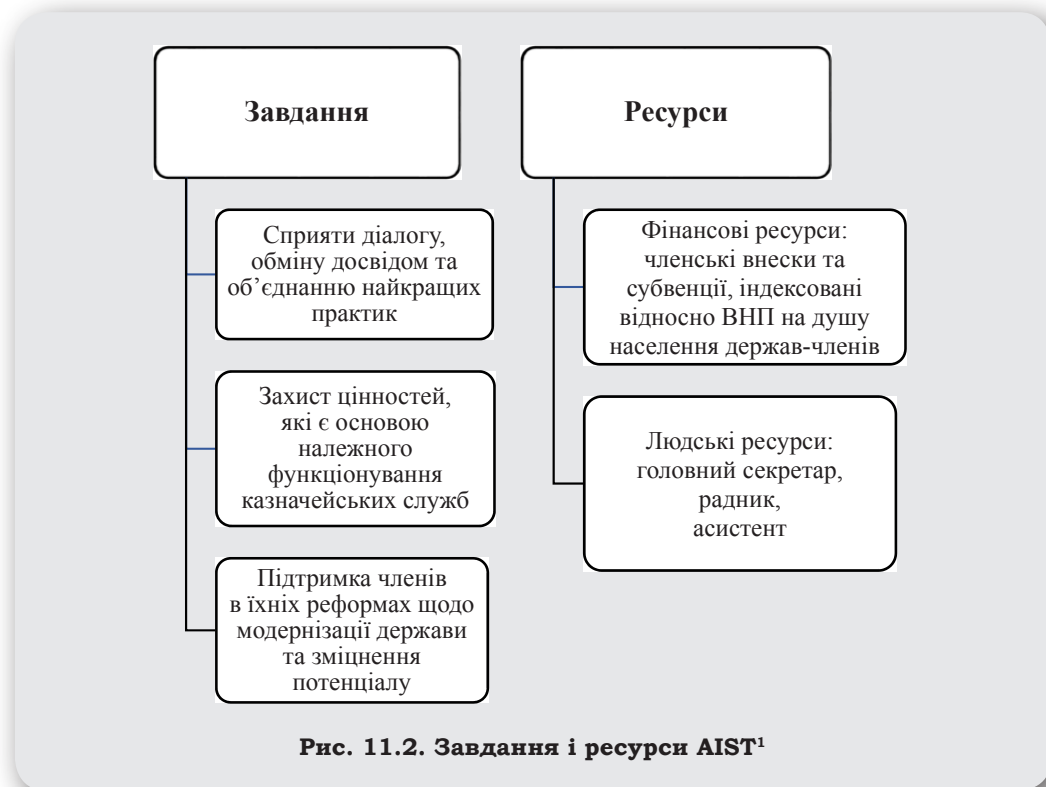 Завдання
Сприяти діалогу,
обміну досвідом та
об’єднанню найкращих
практик
Захист цінностей,
які є основою
належного
функціонування
казначейських служб
Підтримка членів
в їхніх реформах щодо
модернізації держави
та зміцнення
потенціалу
Ресурси
Фінансові ресурси:
членські внески та
субвенції, індексовані
відносно ВНП на душу
населення держав-членів
Людські ресурси:
головний секретар,
радник,
асистент
Рис. 11.2. Завдання і ресурси AIST¹